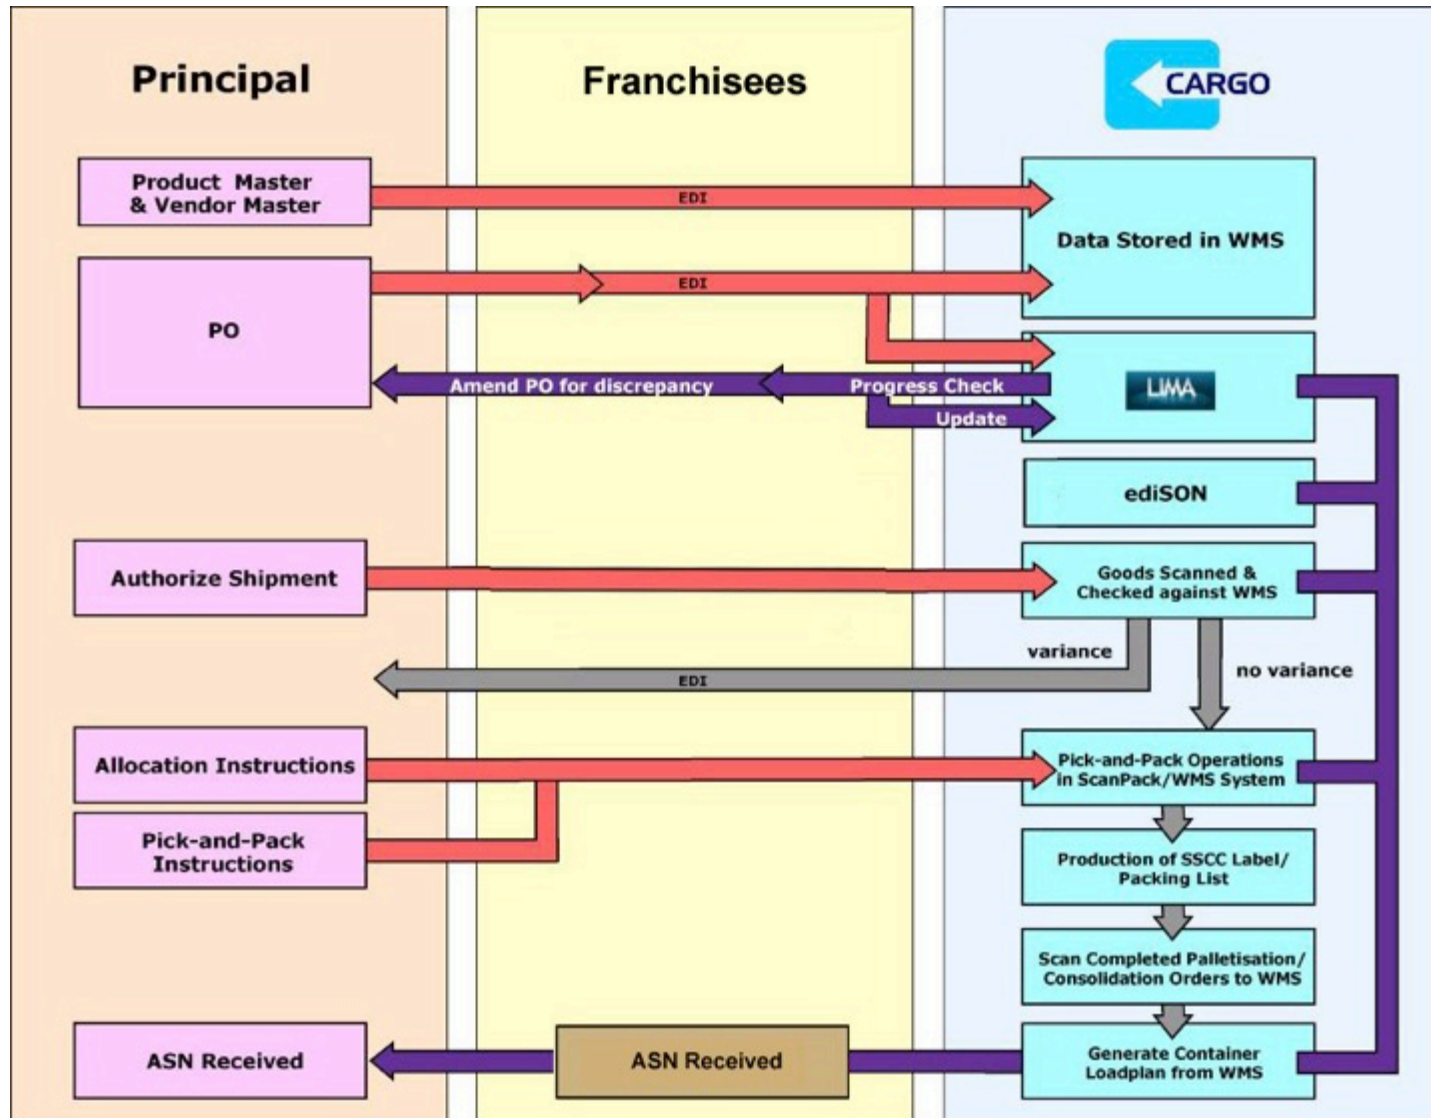 Principal
Franchisees
CARGO
Product Master
& Vendor Master
EDI
Data Stored in WMS
PO
EDI
Amend PO for discrepancy
Progress Check
LIMA
Update
ediSON
Authorize Shipment
Goods Scanned &
Checked against WMS
variance
no variance
EDI
Allocation Instructions
Pick-and-Pack Operations
in ScanPack/WMS System
Pick-and-Pack
Instructions
Production of SSCC Label/
Packing List
Scan Completed Palletisation/
Consolidation Orders to WMS
ASN Received
ASN Received
Generate Container
Loadplan from WMS